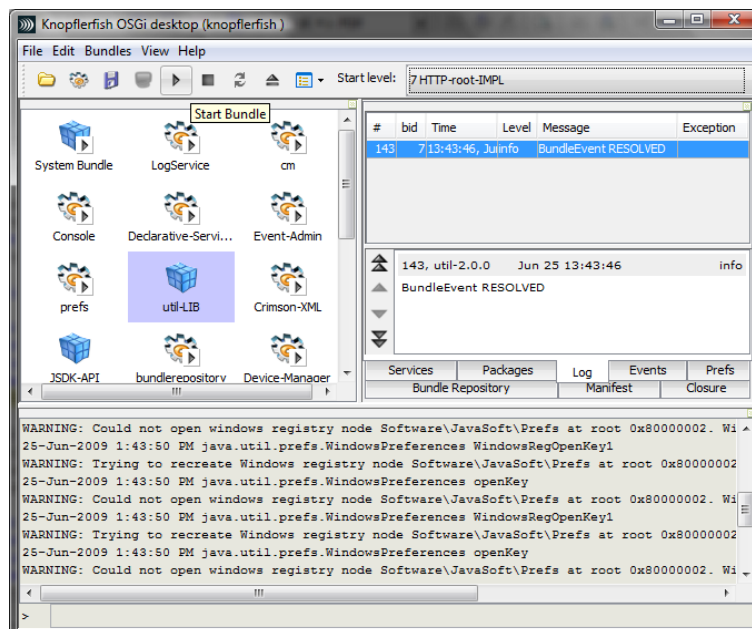 Knopflerfish OSGi desktop (knopflerfish )
File Edit Bundles View Help
Start level: 7 HTTP-root-IMPL
Start Bundle
System Bundle LogService cm
Console Declarative-Servi... Event-Admin
prefs util-LIB Crimson-XML
JSDK-API bundlerepository Device-Manager
# bid Time Level Message Exception
143 7 13:43:46, Jun info BundleEvent RESOLVED
143, util-2.0.0 Jun 25 13:43:46 info
BundleEvent RESOLVED
Services Packages Log Events Prefs
Bundle Repository Manifest Closure
WARNING: Could not open windows registry node Software\JavaSoft\Prefs at root 0x80000002. Wi
25-Jun-2009 1:43:50 PM java.util.prefs.WindowsPreferences WindowsRegOpenKey1
WARNING: Trying to recreate Windows registry node Software\JavaSoft\Prefs at root 0x80000002
25-Jun-2009 1:43:50 PM java.util.prefs.WindowsPreferences openKey
WARNING: Could not open windows registry node Software\JavaSoft\Prefs at root 0x80000002. Wi
25-Jun-2009 1:43:50 PM java.util.prefs.WindowsPreferences WindowsRegOpenKey1
WARNING: Trying to recreate Windows registry node Software\JavaSoft\Prefs at root 0x80000002
25-Jun-2009 1:43:50 PM java.util.prefs.WindowsPreferences openKey
WARNING: Could not open windows registry node Software\JavaSoft\Prefs at root 0x80000002. Wi
>